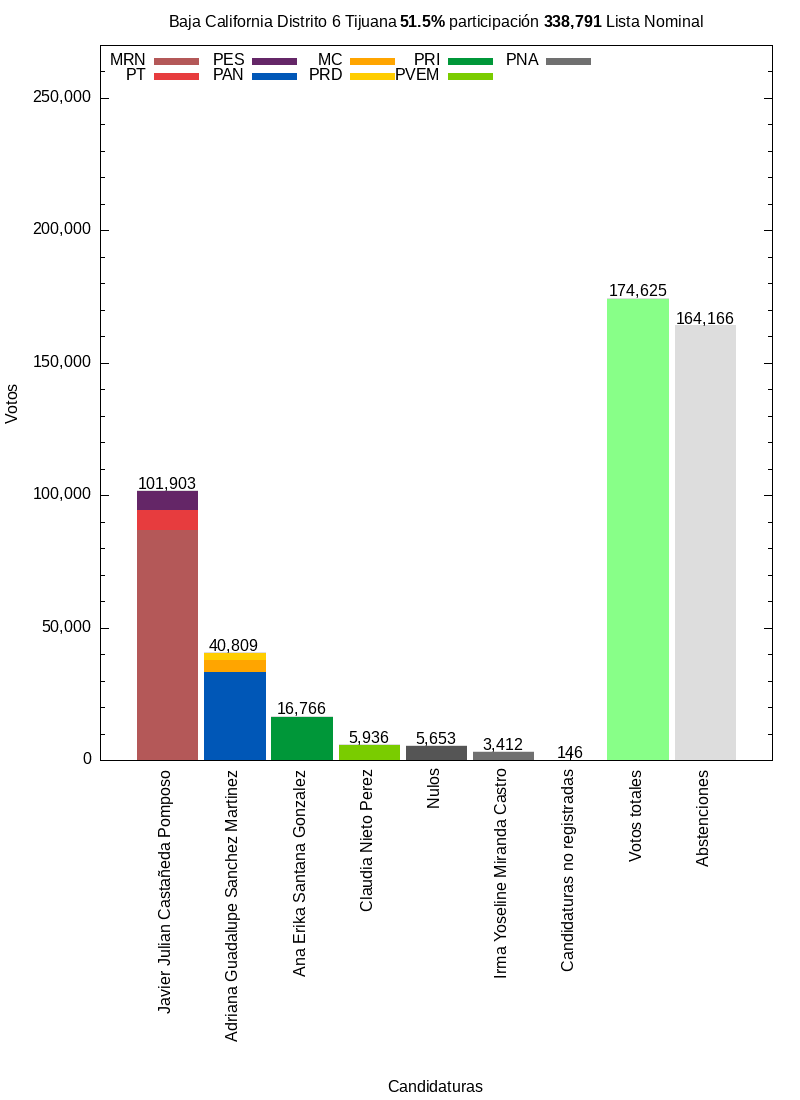 Baja California Distrito 6 Tijuana 51.5% participación 338,791 Lista Nominal
MRN PES MC PRI PNA
PT PAN PRD PVEM
250,000
200,000
150,000
100,000
50,000
0
Votos
174,625
164,166
101,903
40,809
16,766
5,936
5,653
3,412
146
Javier Julian Castañeda Pomposo
Adriana Guadalupe Sanchez Martinez
Ana Erika Santana Gonzalez
Claudia Nieto Perez
Nulos
Irma Yoseline Miranda Castro
Candidaturas no registradas
Votos totales
Abstenciones
Candidaturas